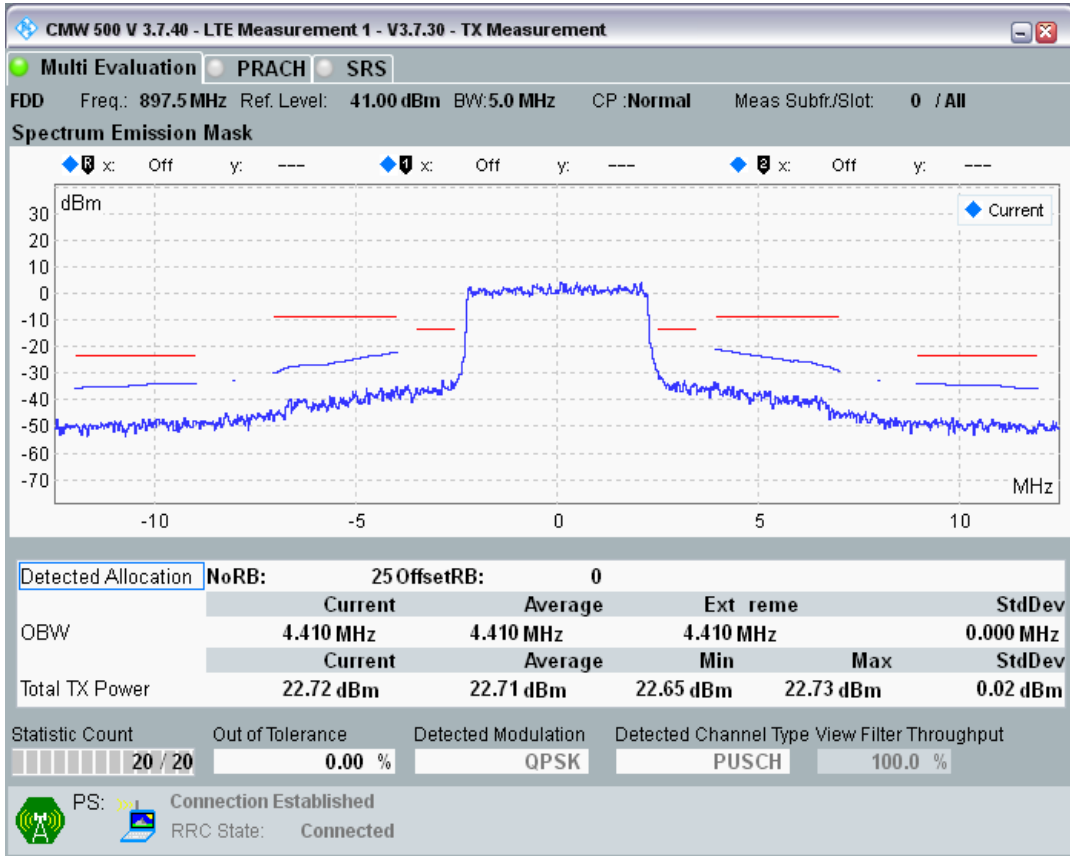 CMW 500 V 3.7.40 - LTE Measurement 1 - V3.7.30 - TX Measurement
Multi Evaluation PRACH SRS
FDD Freq.: 897.5 MHz Ref. Level: 41.00 dBm BW: 5.0 MHz CP : Normal Meas Subfr./Slot: 0 / All
Spectrum Emission Mask
R x: Off y: --- 1 x: Off y: --- 2 x: Off y: ---
dBm
Current
30
20
10
0
-10
-20
-30
-40
-50
-60
-70
MHz
-10 -5 0 5 10
Detected Allocation NoRB: 25 OffsetRB: 0
Current Average Ext reme StdDev
OBW 4.410 MHz 4.410 MHz 4.410 MHz 0.000 MHz
Current Average Min Max StdDev
Total TX Power 22.72 dBm 22.71 dBm 22.65 dBm 22.73 dBm 0.02 dBm
Statistic Count Out of Tolerance Detected Modulation Detected Channel Type View Filter Throughput
20 / 20 0.00 % QPSK PUSCH 100.0 %
PS: Connection Established
RRC State: Connected